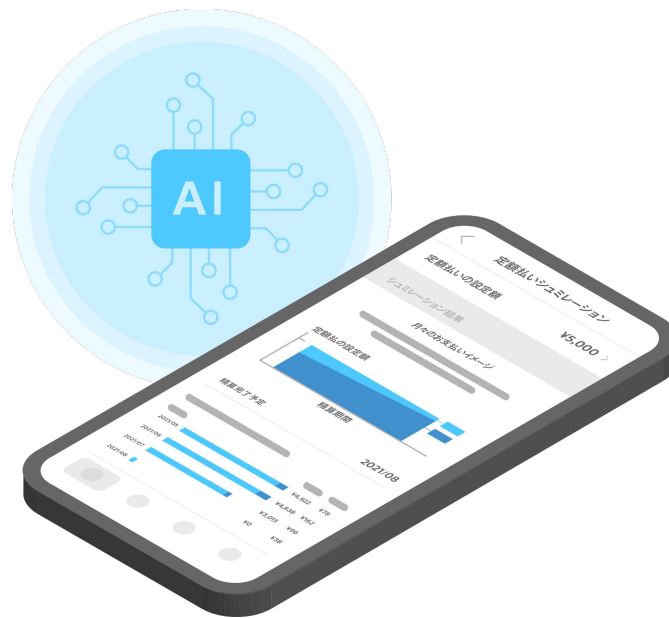 AI
定額払いシュミレーション
定額払いの設定額
¥5,000
シュミレーション結果
月々のお支払いイメージ
定額払の設定額
精算期間
精算完了予定
2021/08
2021/05
¥4,922 ¥78
2021/06
¥4,838 ¥162
2021/07
¥3,015 ¥96
2021/08
¥0 ¥38